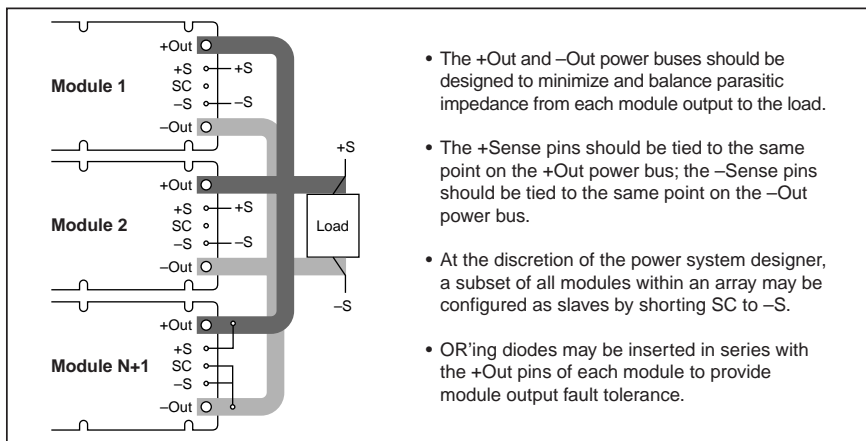 +Out
+S
+S
Module 1
SC
–S
–S
–Out
+S
+Out
+S
+S
Module 2
SC
Load
–S
–S
–Out
–S
+Out
+S
Module N+1
SC
–S
–Out
• The +Out and –Out power buses should be
designed to minimize and balance parasitic
impedance from each module output to the load.
• The +Sense pins should be tied to the same
point on the +Out power bus; the –Sense pins
should be tied to the same point on the –Out
power bus.
• At the discretion of the power system designer,
a subset of all modules within an array may be
configured as slaves by shorting SC to –S.
• OR'ing diodes may be inserted in series with
the +Out pins of each module to provide
module output fault tolerance.